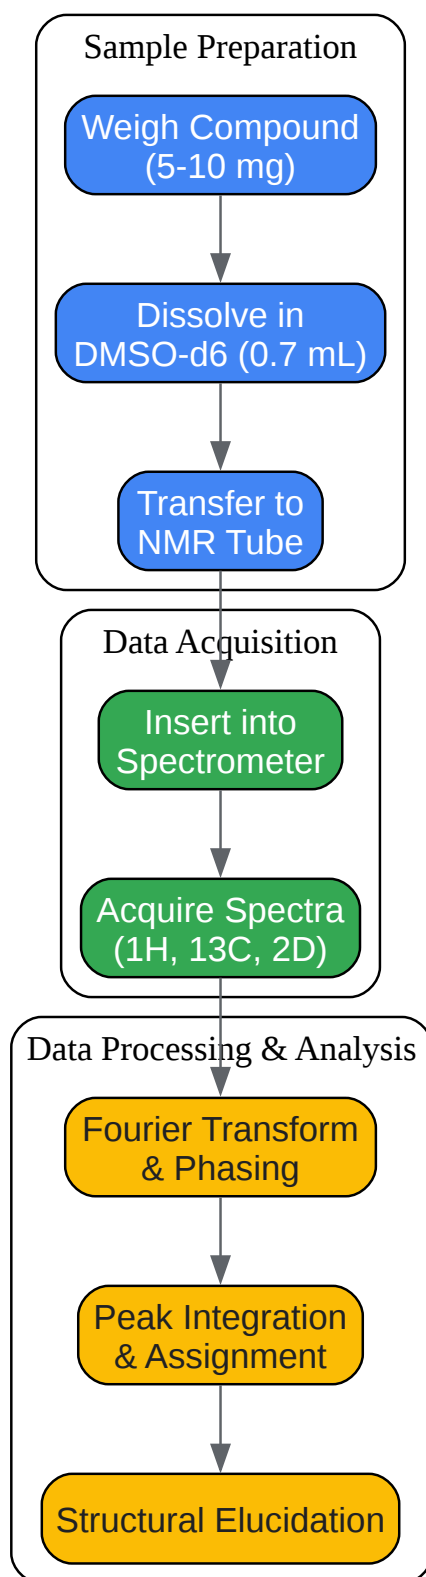 Sample Preparation
Weigh Compound
(5-10 mg)
Dissolve in
DMSO-d6 (0.7 mL)
Transfer to
NMR Tube
Data Acquisition
Insert into
Spectrometer
Acquire Spectra
(1H, 13C, 2D)
Data Processing & Analysis
Fourier Transform
& Phasing
Peak Integration
& Assignment
Structural Elucidation